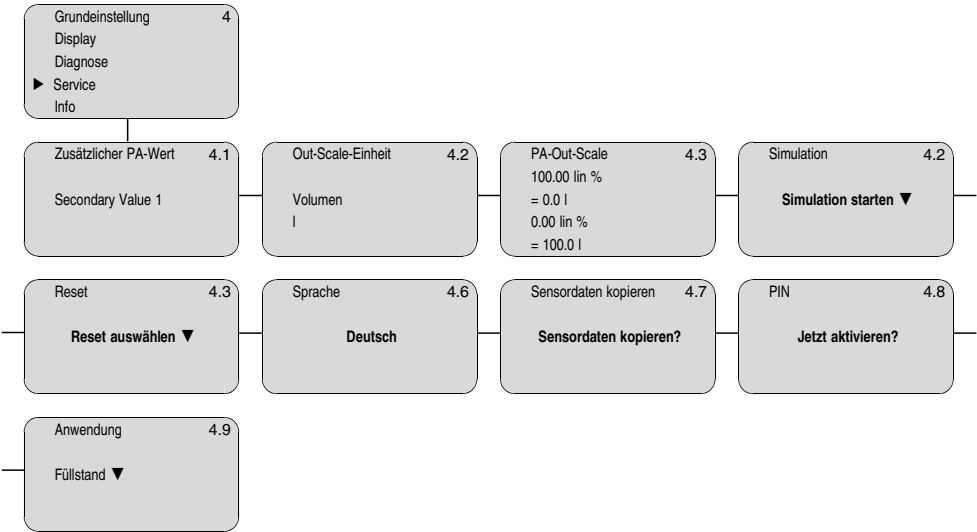 Grundeinstellung 4
Display
Diagnose
▶ Service
Info
Zusätzlicher PA-Wert 4.1
Secondary Value 1
Out-Scale-Einheit 4.2
Volumen
l
PA-Out-Scale 4.3
100.00 lin %
= 0.0 l
0.00 lin %
= 100.0 l
Simulation 4.2
Simulation starten ▼
Reset 4.3
Reset auswählen ▼
Sprache 4.6
Deutsch
Sensordaten kopieren 4.7
Sensordaten kopieren?
PIN 4.8
Jetzt aktivieren?
Anwendung 4.9
Füllstand ▼